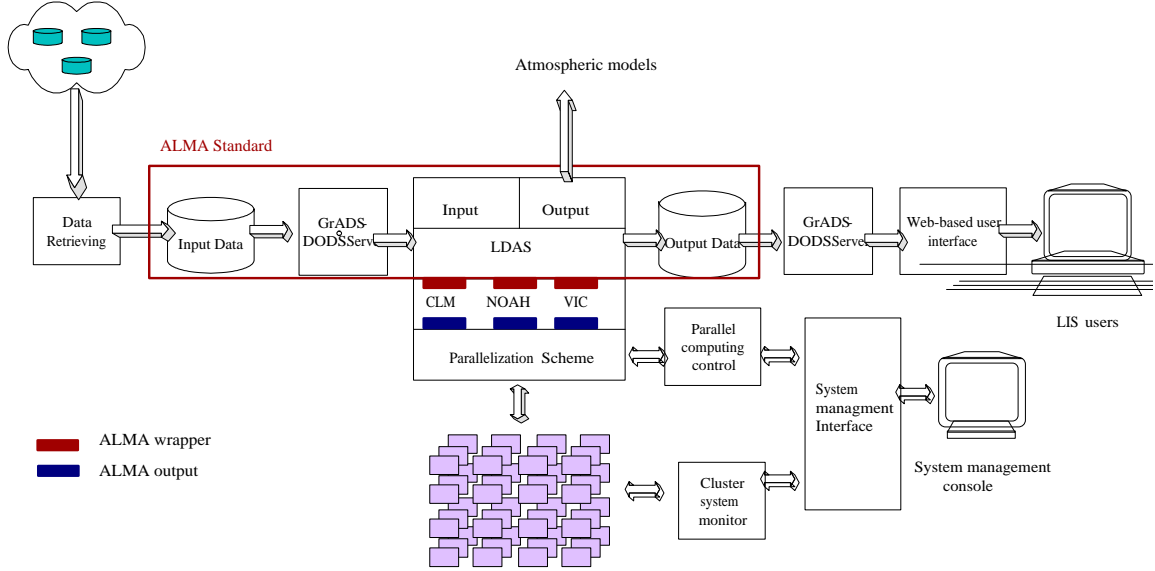 Atmospheric models
ALMA Standard
Data
Retrieving
Input Data
GrADS-
DODSServe
Input
Output
LDAS
Output Data
GrADS-
DODSServer
Web-based user
interface
LIS users
CLM
NOAH
VIC
Parallelization Scheme
Parallel
computing
control
System
managment
Interface
System management
console
Cluster
system
monitor
ALMA wrapper
ALMA output